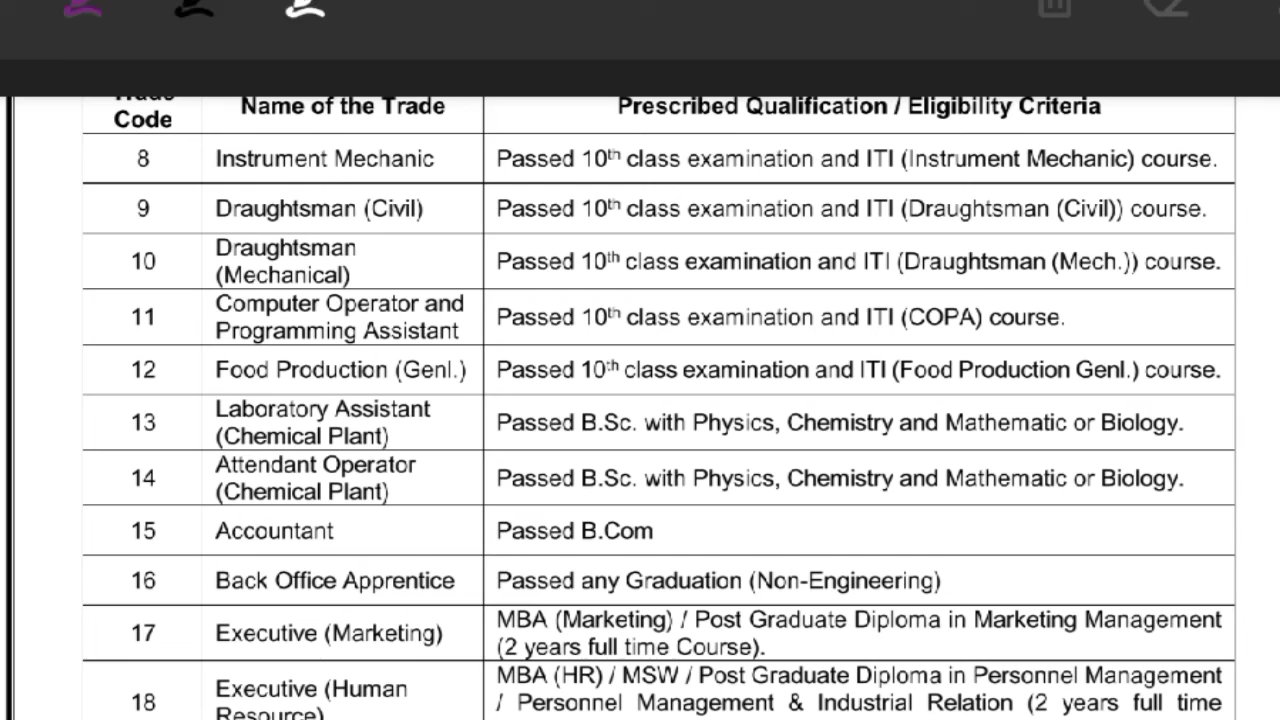 Trade
Code
Name of the Trade
Prescribed Qualification / Eligibility Criteria
8
Instrument Mechanic
Passed 10th class examination and ITI (Instrument Mechanic) course.
9
Draughtsman (Civil)
Passed 10th class examination and ITI (Draughtsman (Civil)) course.
10
Draughtsman
(Mechanical)
Passed 10th class examination and ITI (Draughtsman (Mech.)) course.
11
Computer Operator and
Programming Assistant
Passed 10th class examination and ITI (COPA) course.
12
Food Production (Genl.)
Passed 10th class examination and ITI (Food Production Genl.) course.
13
Laboratory Assistant
(Chemical Plant)
Passed B.Sc. with Physics, Chemistry and Mathematic or Biology.
14
Attendant Operator
(Chemical Plant)
Passed B.Sc. with Physics, Chemistry and Mathematic or Biology.
15
Accountant
Passed B.Com
16
Back Office Apprentice
Passed any Graduation (Non-Engineering)
17
Executive (Marketing)
MBA (Marketing) / Post Graduate Diploma in Marketing Management
(2 years full time Course).
18
Executive (Human
Resource)
MBA (HR) / MSW / Post Graduate Diploma in Personnel Management
/ Personnel Management & Industrial Relation (2 years full time